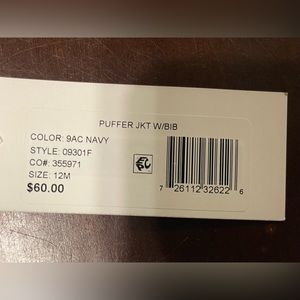 PUFFER JKT W/BIB
COLOR: 9AC NAVY
STYLE: 09301F
CO#: 355971
SIZE: 12M
$60.00
7 26112 32622 6